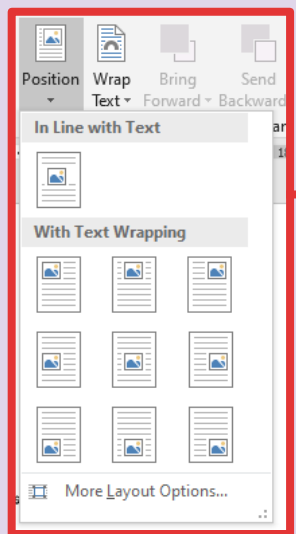 Position Wrap Bring Send
Text Forward Backward
In Line with Text
With Text Wrapping
More Layout Options...